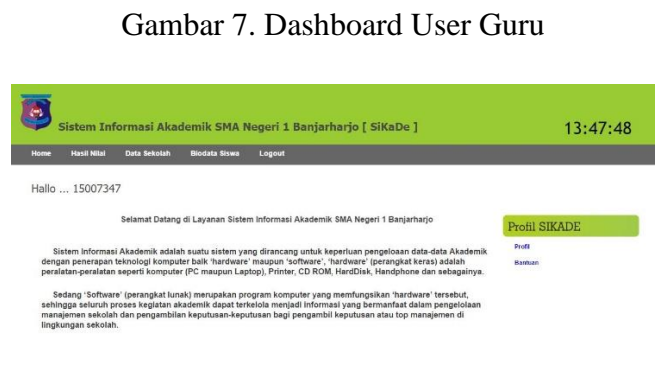 Gambar 7. Dashboard User Guru
Sistem Informasi Akademik SMA Negeri 1 Banjarharjo [ SiKaDe ]
13:47:48
Home Hasil Nilai Data Sekolah Biodata Siswa Logout
Hallo ... 15007347
Selamat Datang di Layanan Sistem Informasi Akademik SMA Negeri 1 Banjarharjo
Profil SIKADE
Profil
Bantuan
Sistem Informasi Akademik adalah suatu sistem yang dirancang untuk keperluan pengeloaan data-data Akademik
dengan penerapan teknologi komputer baik 'hardware' maupun 'software', 'hardware' (perangkat keras) adalah
peralatan-peralatan seperti komputer (PC maupun Laptop), Printer, CD ROM, HardDisk, Handphone dan sebagainya.
Sedang 'Software' (perangkat lunak) merupakan program komputer yang memfungsikan 'hardware' tersebut,
sehingga seluruh proses kegiatan akademik dapat terkelola menjadi informasi yang bermanfaat dalam pengelolaan
manajemen sekolah dan pengambilan keputusan-keputusan bagi pengambil keputusan atau top manajemen di
lingkungan sekolah.